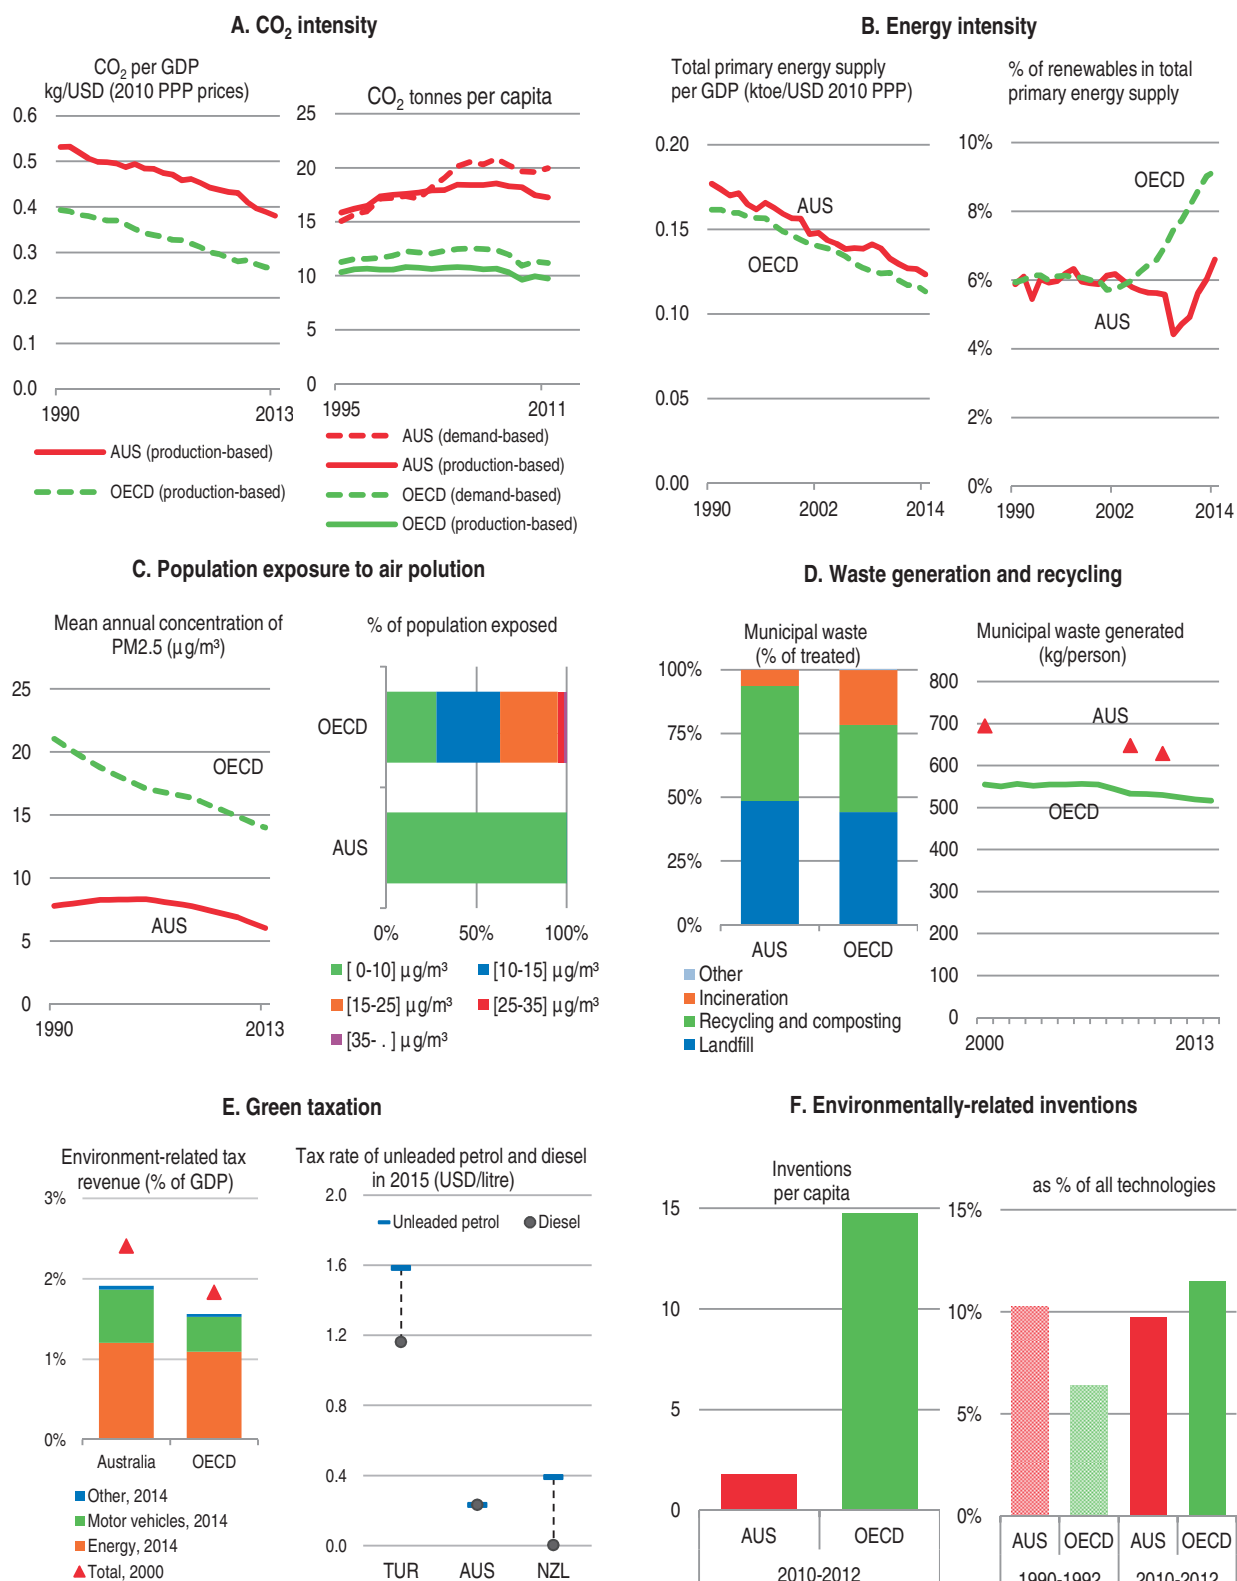 A. CO2 intensity
CO2 per GDP
kg/USD (2010 PPP prices)
0.6
0.5
0.4
0.3
0.2
0.1
0.0
1990
2013
AUS (production-based)
OECD (production-based)
CO2 tonnes per capita
25
20
15
10
5
0
1995
2011
AUS (demand-based)
AUS (production-based)
OECD (demand-based)
OECD (production-based)
B. Energy intensity
Total primary energy supply
per GDP (ktoe/USD 2010 PPP)
0.20
0.15
0.10
0.05
0.00
AUS
OECD
1990
2002
2014
% of renewables in total
primary energy supply
10%
8%
6%
4%
2%
0%
OECD
AUS
1990
2002
2014
C. Population exposure to air polution
Mean annual concentration of
PM2.5 (µg/m³)
25
20
15
10
5
0
OECD
AUS
1990
2013
% of population exposed
OECD
AUS
0%
50%
100%
[ 0-10] µg/m³
[10-15] µg/m³
[15-25] µg/m³
[25-35] µg/m³
[35- . ] µg/m³
D. Waste generation and recycling
Municipal waste
(% of treated)
100%
75%
50%
25%
0%
AUS
OECD
Other
Incineration
Recycling and composting
Landfill
Municipal waste generated
(kg/person)
800
700
600
500
400
300
200
100
0
AUS
OECD
2000
2013
E. Green taxation
Environment-related tax
revenue (% of GDP)
3%
2%
1%
0%
Australia
OECD
Other, 2014
Motor vehicles, 2014
Energy, 2014
Total, 2000
Tax rate of unleaded petrol and diesel
in 2015 (USD/litre)
2.0
1.6
1.2
0.8
0.4
0.0
Unleaded petrol
Diesel
TUR
AUS
NZL
F. Environmentally-related inventions
Inventions
per capita
15
10
5
0
AUS
OECD
2010-2012
as % of all technologies
15%
10%
5%
0%
AUS
OECD
AUS
OECD
1990-1992
2010-2012